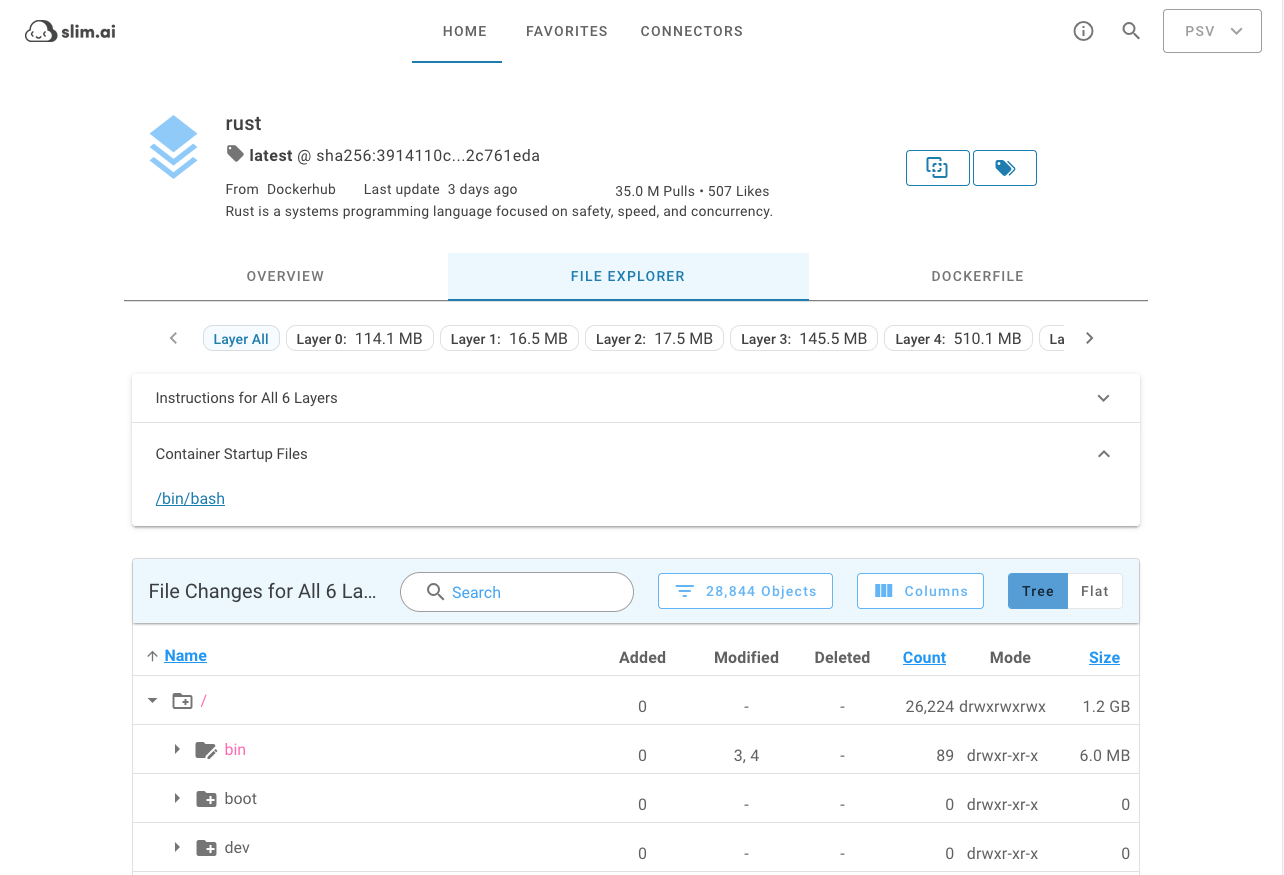 slim.ai
HOME FAVORITES CONNECTORS
PSV
rust
latest @ sha256:3914110c...2c761eda
From Dockerhub Last update 3 days ago 35.0 M Pulls • 507 Likes
Rust is a systems programming language focused on safety, speed, and concurrency.
OVERVIEW FILE EXPLORER DOCKERFILE
Layer All Layer 0: 114.1 MB Layer 1: 16.5 MB Layer 2: 17.5 MB Layer 3: 145.5 MB Layer 4: 510.1 MB La
Instructions for All 6 Layers
Container Startup Files
/bin/bash
File Changes for All 6 La... Search 28,844 Objects Columns Tree Flat
Name Added Modified Deleted Count Mode Size
/ 0 - - 26,224 drwxrwxrwx 1.2 GB
bin 0 3, 4 - 89 drwxr-xr-x 6.0 MB
boot 0 - - 0 drwxr-xr-x 0
dev 0 - - 0 drwxr-xr-x 0